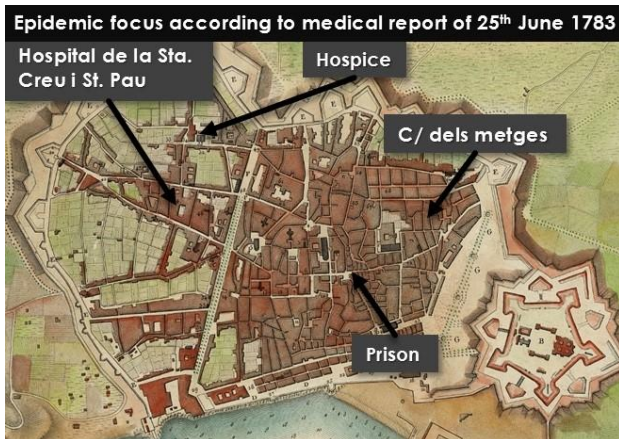 Epidemic focus according to medical report of 25th June 1783
Hospital de la Sta.
Creu i St. Pau
Hospice
C/ dels metges
Prison